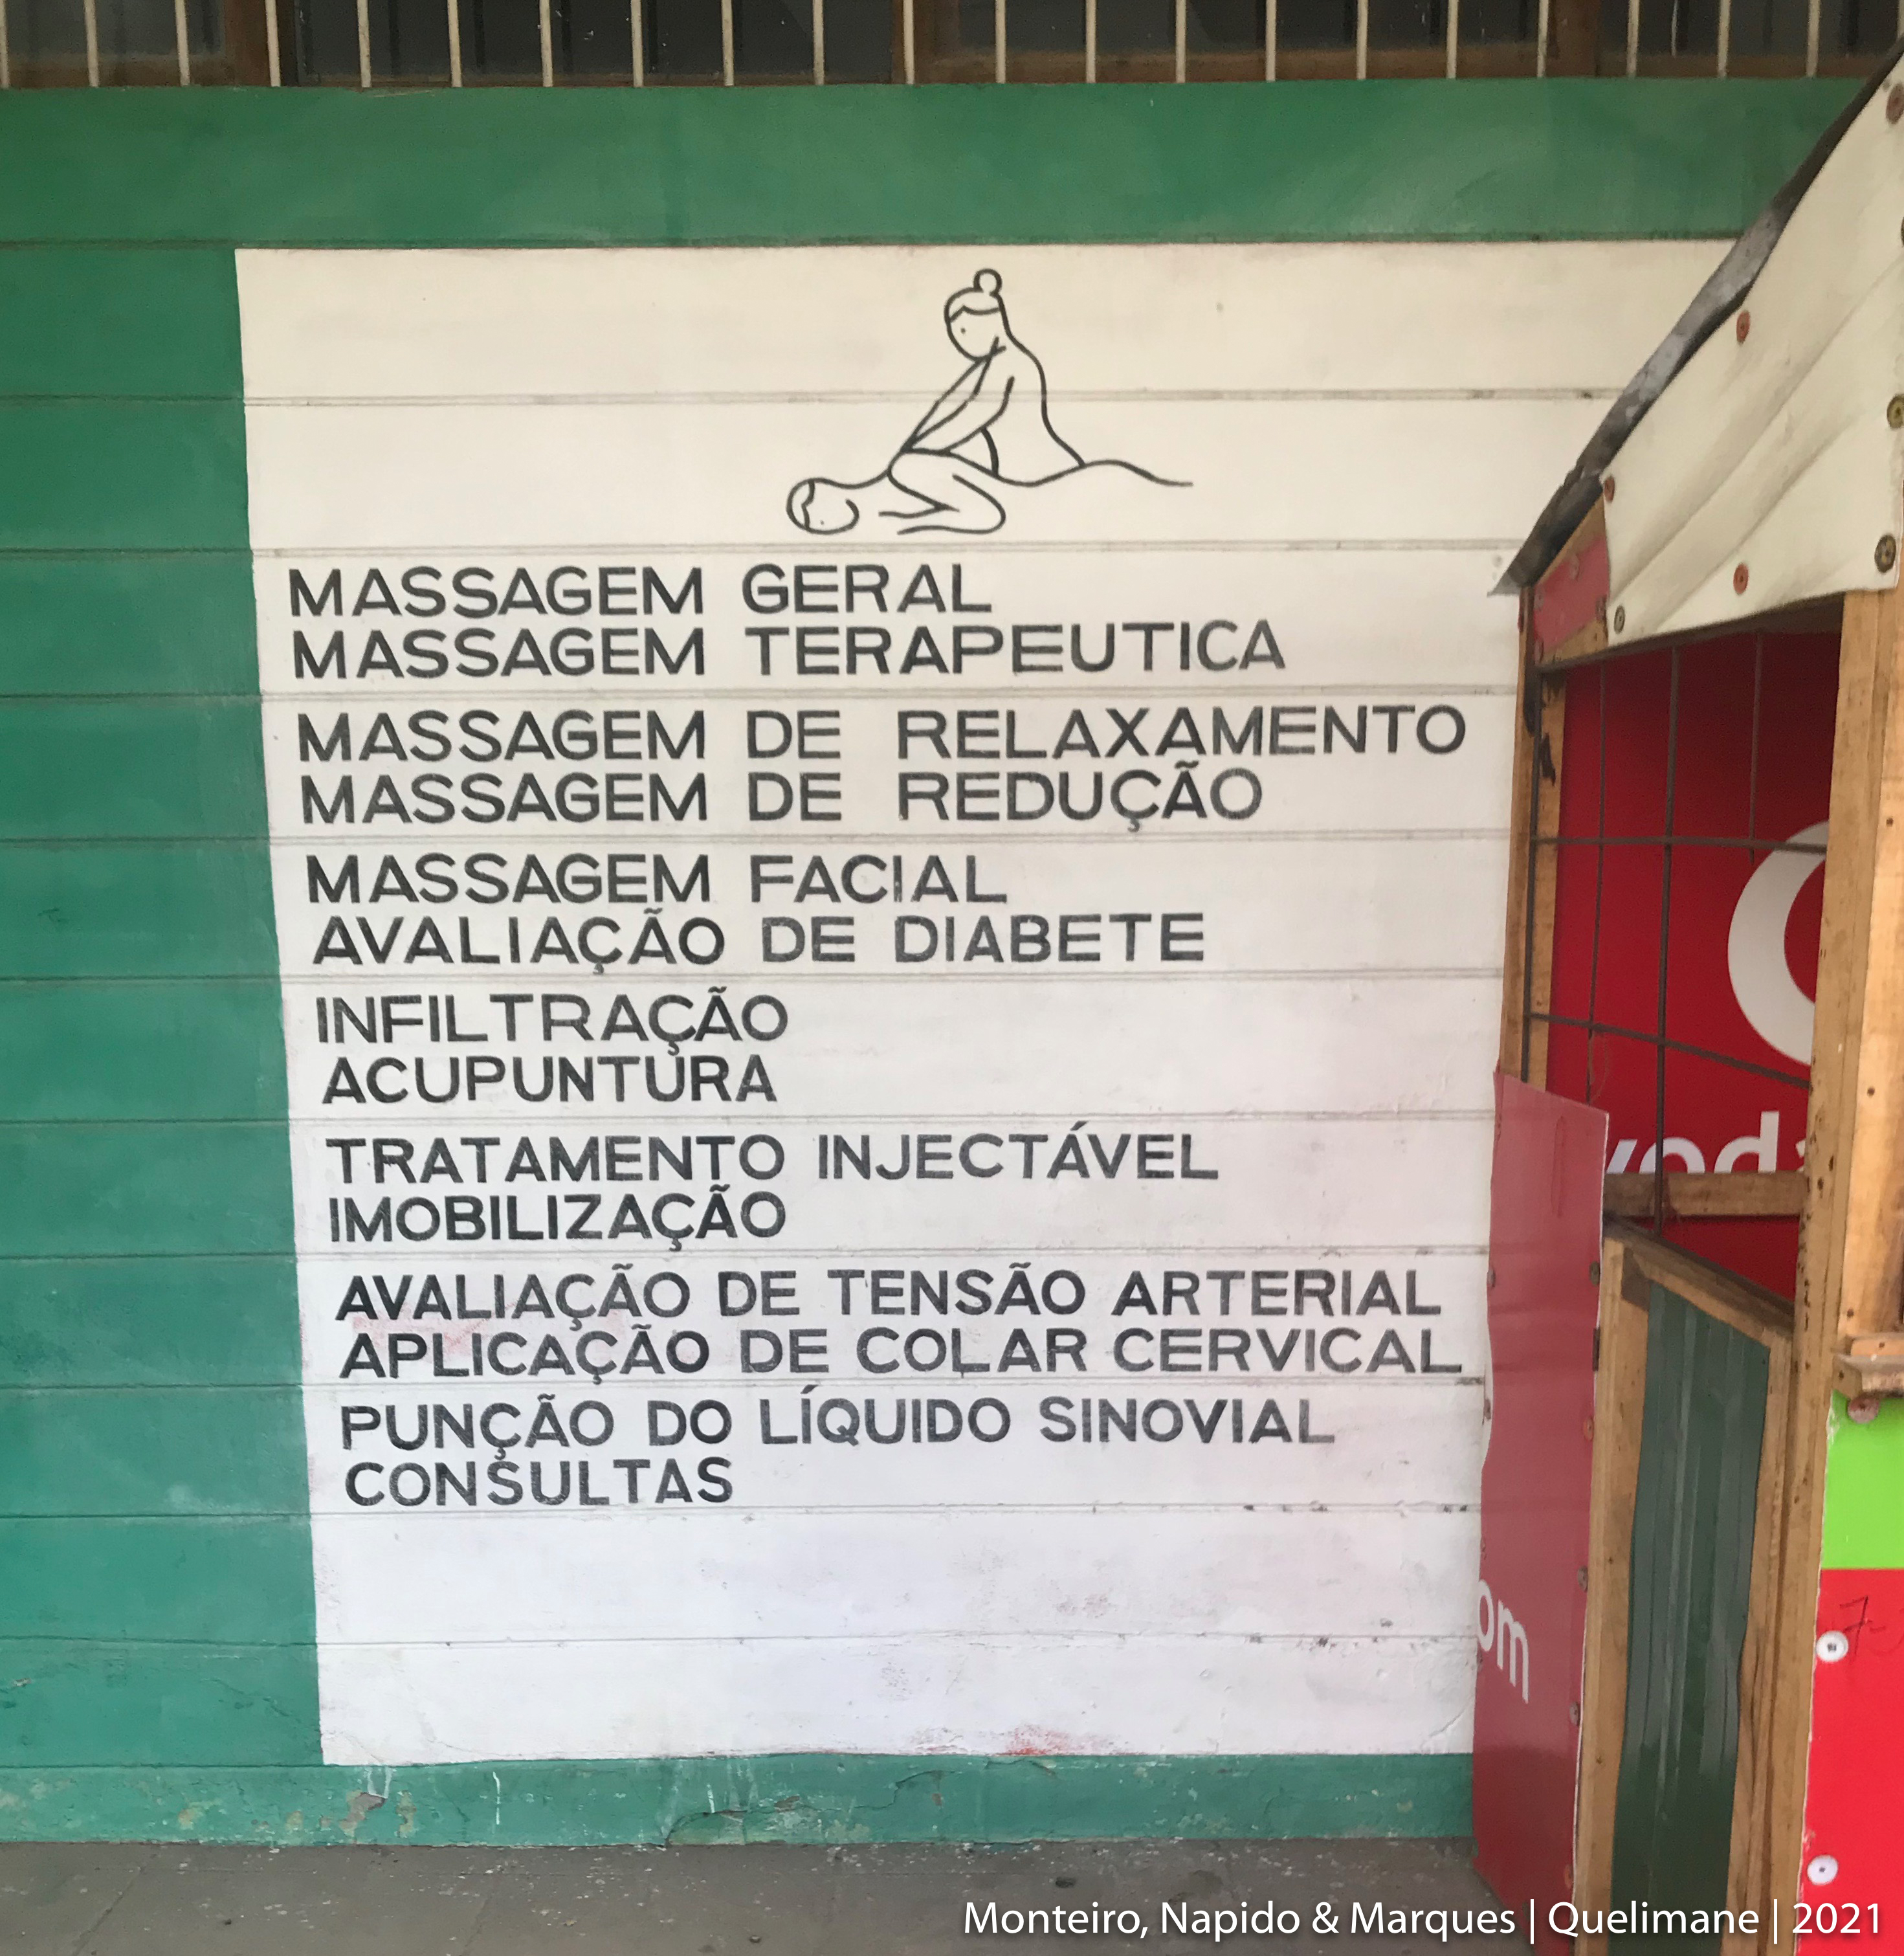 MASSAGEM GERAL
MASSAGEM TERAPEUTICA
MASSAGEM DE RELAXAMENTO
MASSAGEM DE REDUÇÃO
MASSAGEM FACIAL
AVALIAÇÃO DE DIABETE
INFILTRAÇÃO
ACUPUNTURA
TRATAMENTO INJECTÁVEL
IMOBILIZAÇÃO
AVALIAÇÃO DE TENSÃO ARTERIAL
APLICAÇÃO DE COLAR CERVICAL
PUNÇÃO DO LÍQUIDO SINOVIAL
CONSULTAS
Monteiro, Napido & Marques | Quelimane | 2021